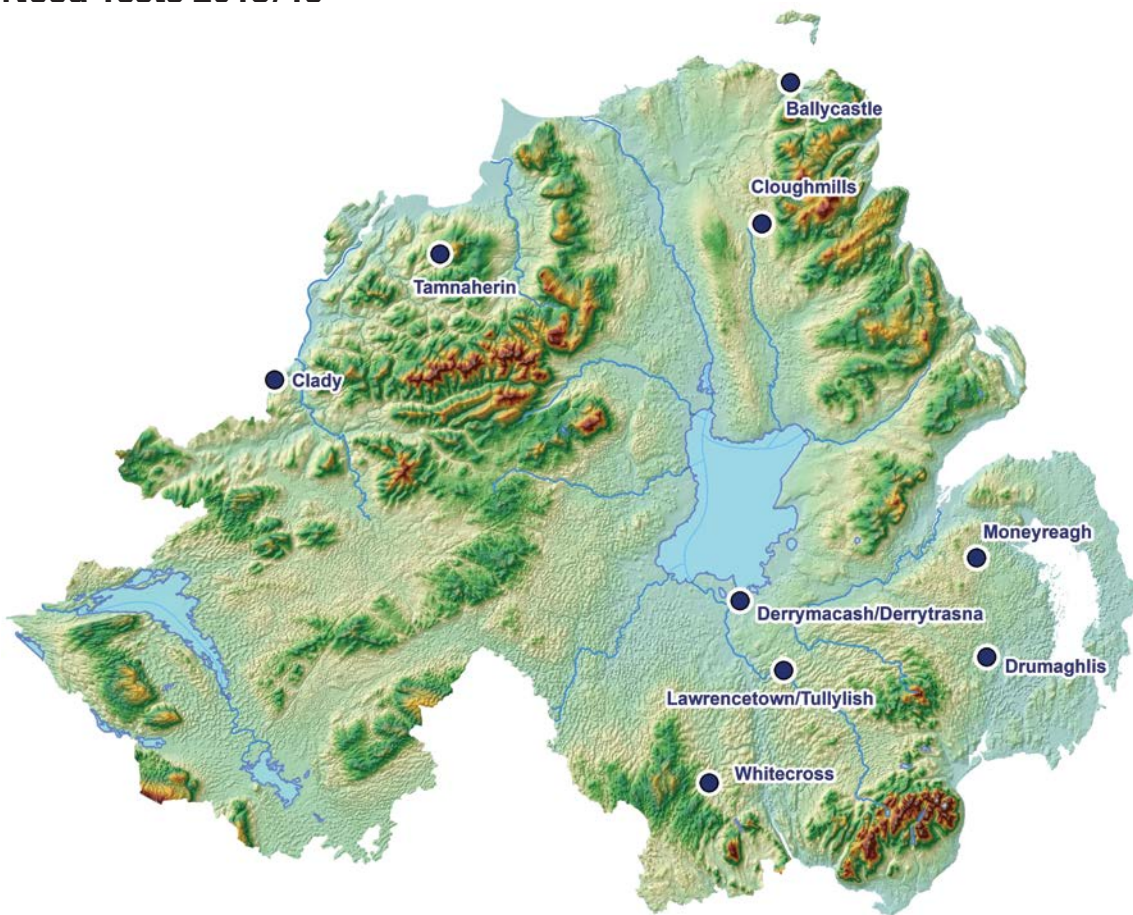 Ballycastle
Cloughmills
Tamnaherin
Clady
Moneyreagh
Derrymacash/Derrytrasna
Drumaghlis
Lawrencetown/Tullylish
Whitecross